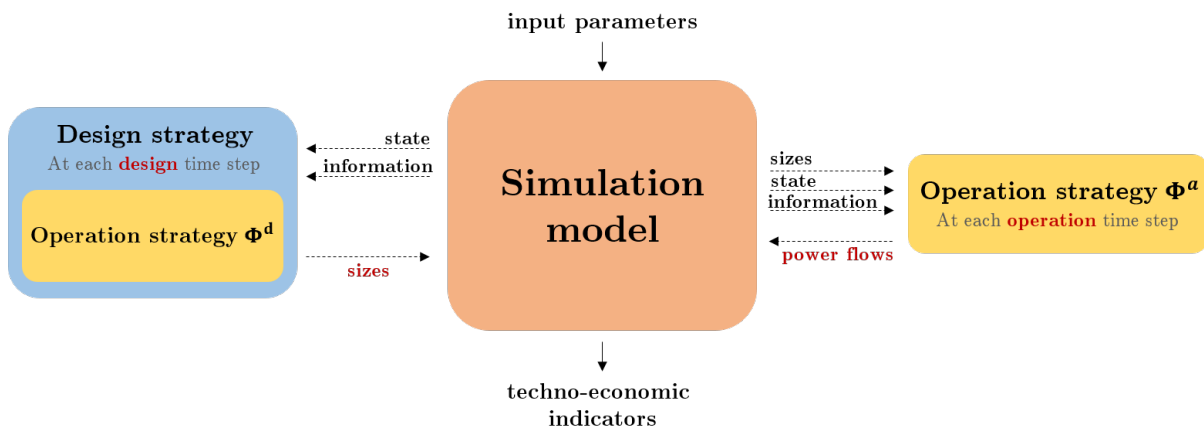 input parameters
Design strategy
At each design time step
Operation strategy Φᵈ
state
information
sizes
Simulation
model
sizes
state
information
power flows
Operation strategy Φᵃ
At each operation time step
techno-economic
indicators